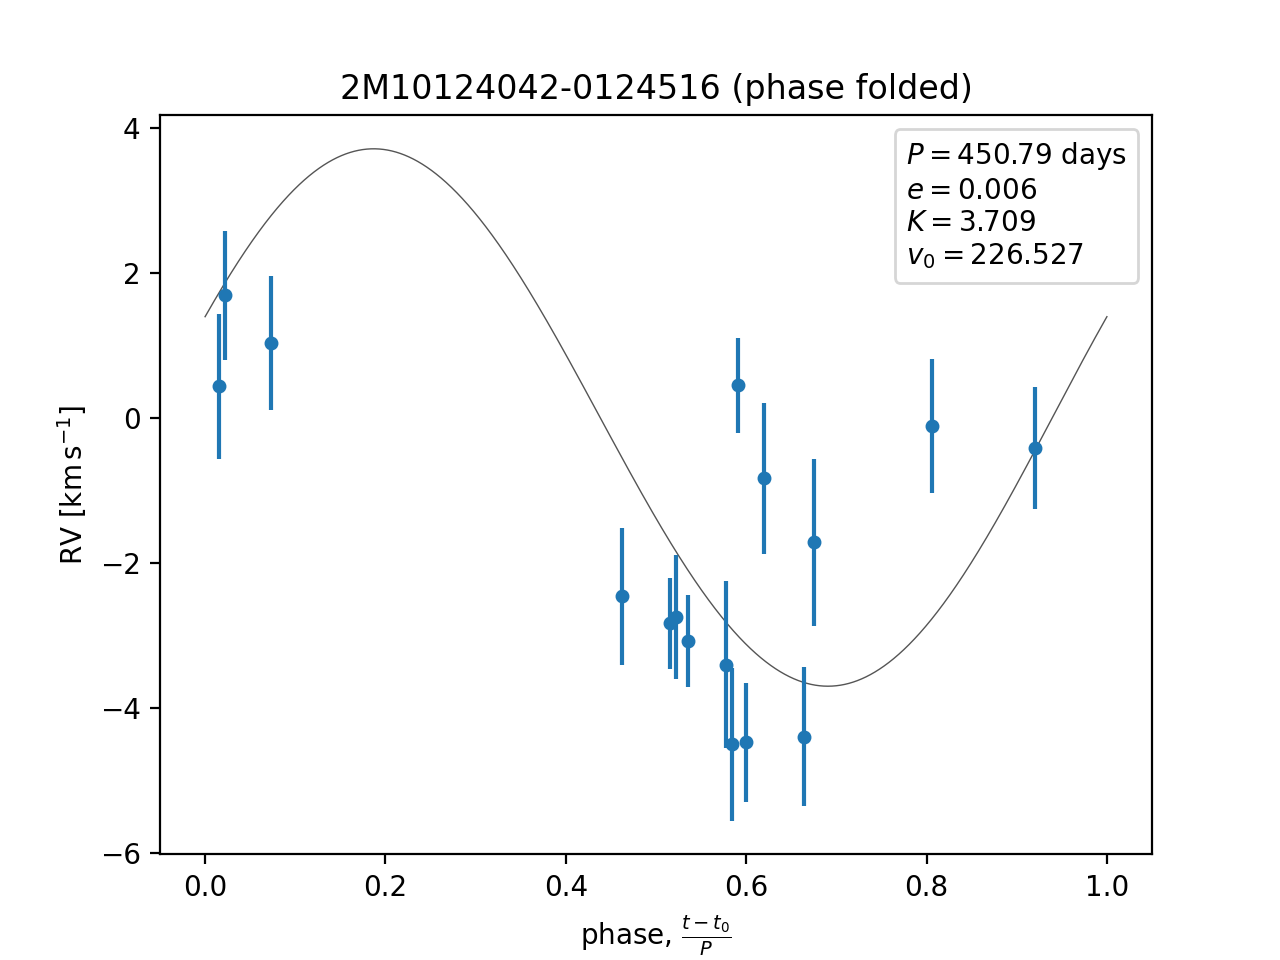 2M10124042-0124516 (phase folded)
P = 450.79 days
e = 0.006
K = 3.709
v₀ = 226.527
RV [km s⁻¹]
4
2
0
−2
−4
−6
0.0 0.2 0.4 0.6 0.8 1.0
phase, (t − t₀)/P